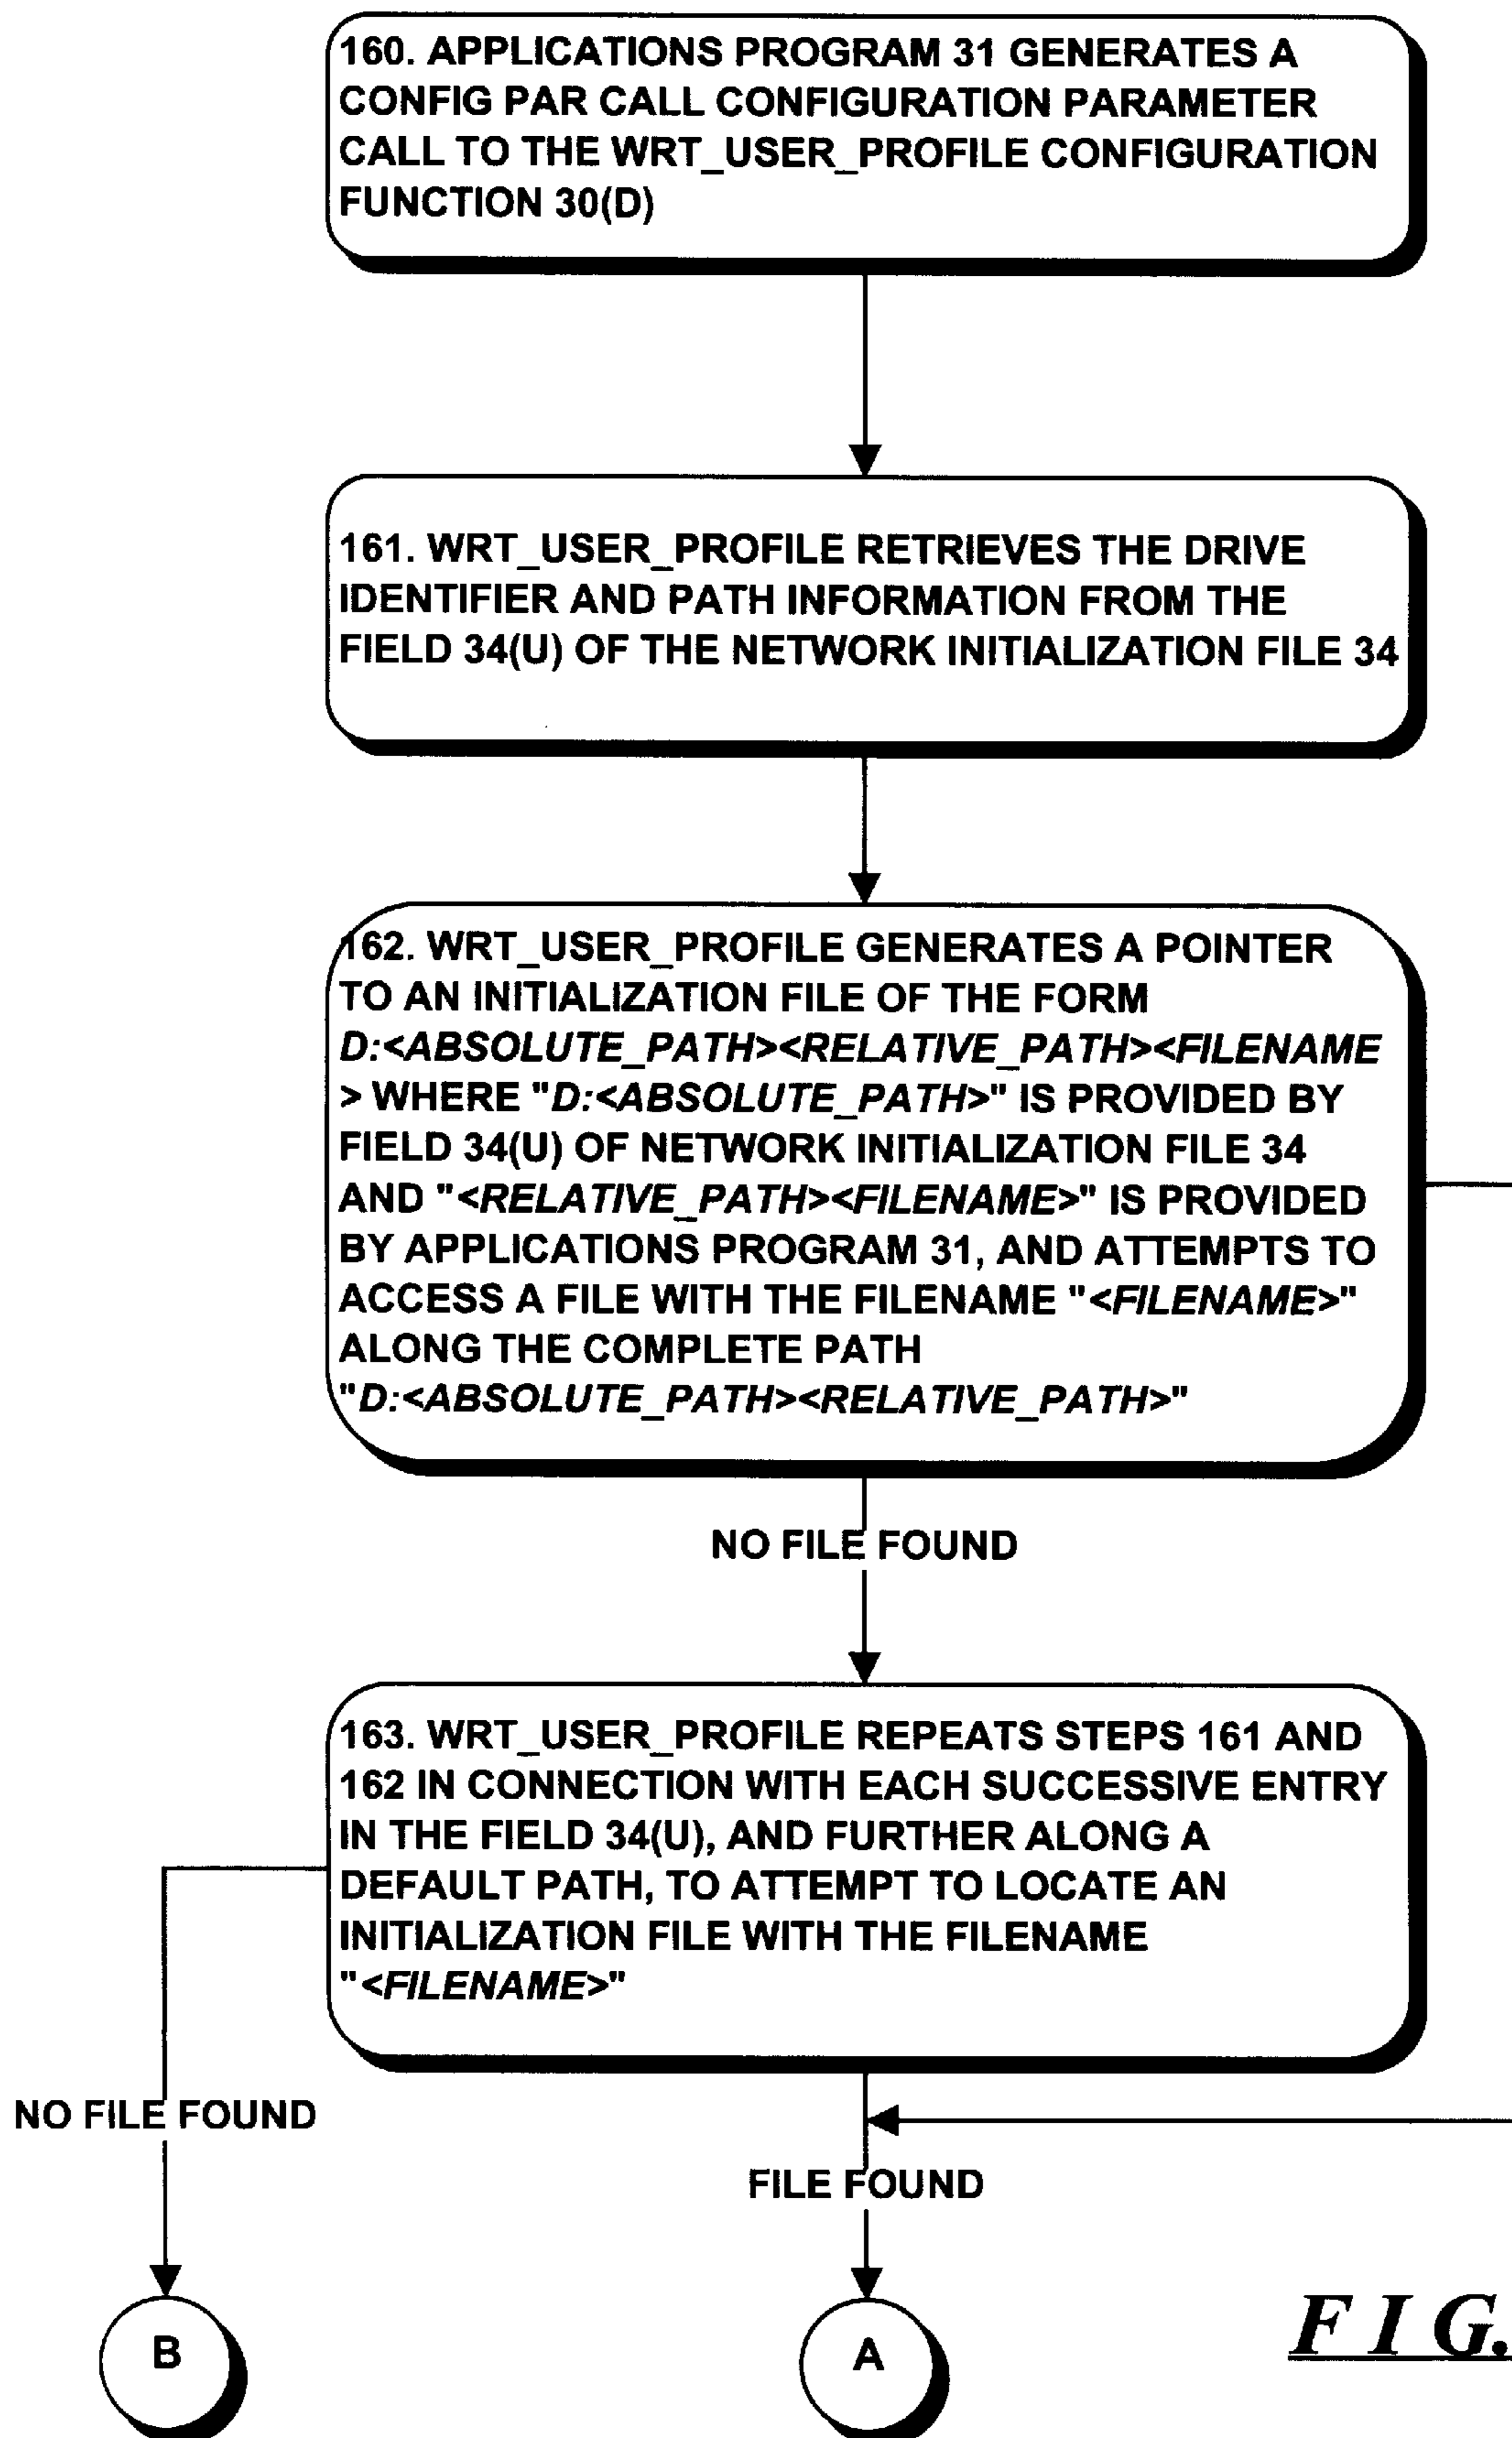 160. APPLICATIONS PROGRAM 31 GENERATES A
CONFIG PAR CALL CONFIGURATION PARAMETER
CALL TO THE WRT_USER_PROFILE CONFIGURATION
FUNCTION 30(D)
161. WRT_USER_PROFILE RETRIEVES THE DRIVE
IDENTIFIER AND PATH INFORMATION FROM THE
FIELD 34(U) OF THE NETWORK INITIALIZATION FILE 34
162. WRT_USER_PROFILE GENERATES A POINTER
TO AN INITIALIZATION FILE OF THE FORM
D:<ABSOLUTE_PATH><RELATIVE_PATH><FILENAME
> WHERE "D:<ABSOLUTE_PATH>" IS PROVIDED BY
FIELD 34(U) OF NETWORK INITIALIZATION FILE 34
AND "<RELATIVE_PATH><FILENAME>" IS PROVIDED
BY APPLICATIONS PROGRAM 31, AND ATTEMPTS TO
ACCESS A FILE WITH THE FILENAME "<FILENAME>"
ALONG THE COMPLETE PATH
"D:<ABSOLUTE_PATH><RELATIVE_PATH>"
NO FILE FOUND
163. WRT_USER_PROFILE REPEATS STEPS 161 AND
162 IN CONNECTION WITH EACH SUCCESSIVE ENTRY
IN THE FIELD 34(U), AND FURTHER ALONG A
DEFAULT PATH, TO ATTEMPT TO LOCATE AN
INITIALIZATION FILE WITH THE FILENAME
"<FILENAME>"
NO FILE FOUND
FILE FOUND
B
A
F I G.